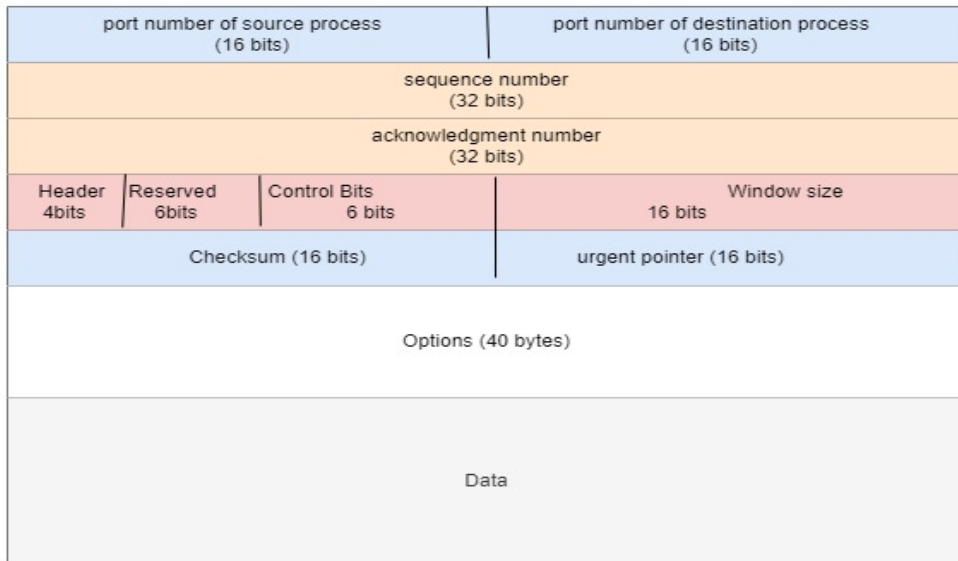 port number of source process
(16 bits)
port number of destination process
(16 bits)
sequence number
(32 bits)
acknowledgment number
(32 bits)
Header
4bits
Reserved
6bits
Control Bits
6 bits
Window size
16 bits
Checksum (16 bits)
urgent pointer (16 bits)
Options (40 bytes)
Data